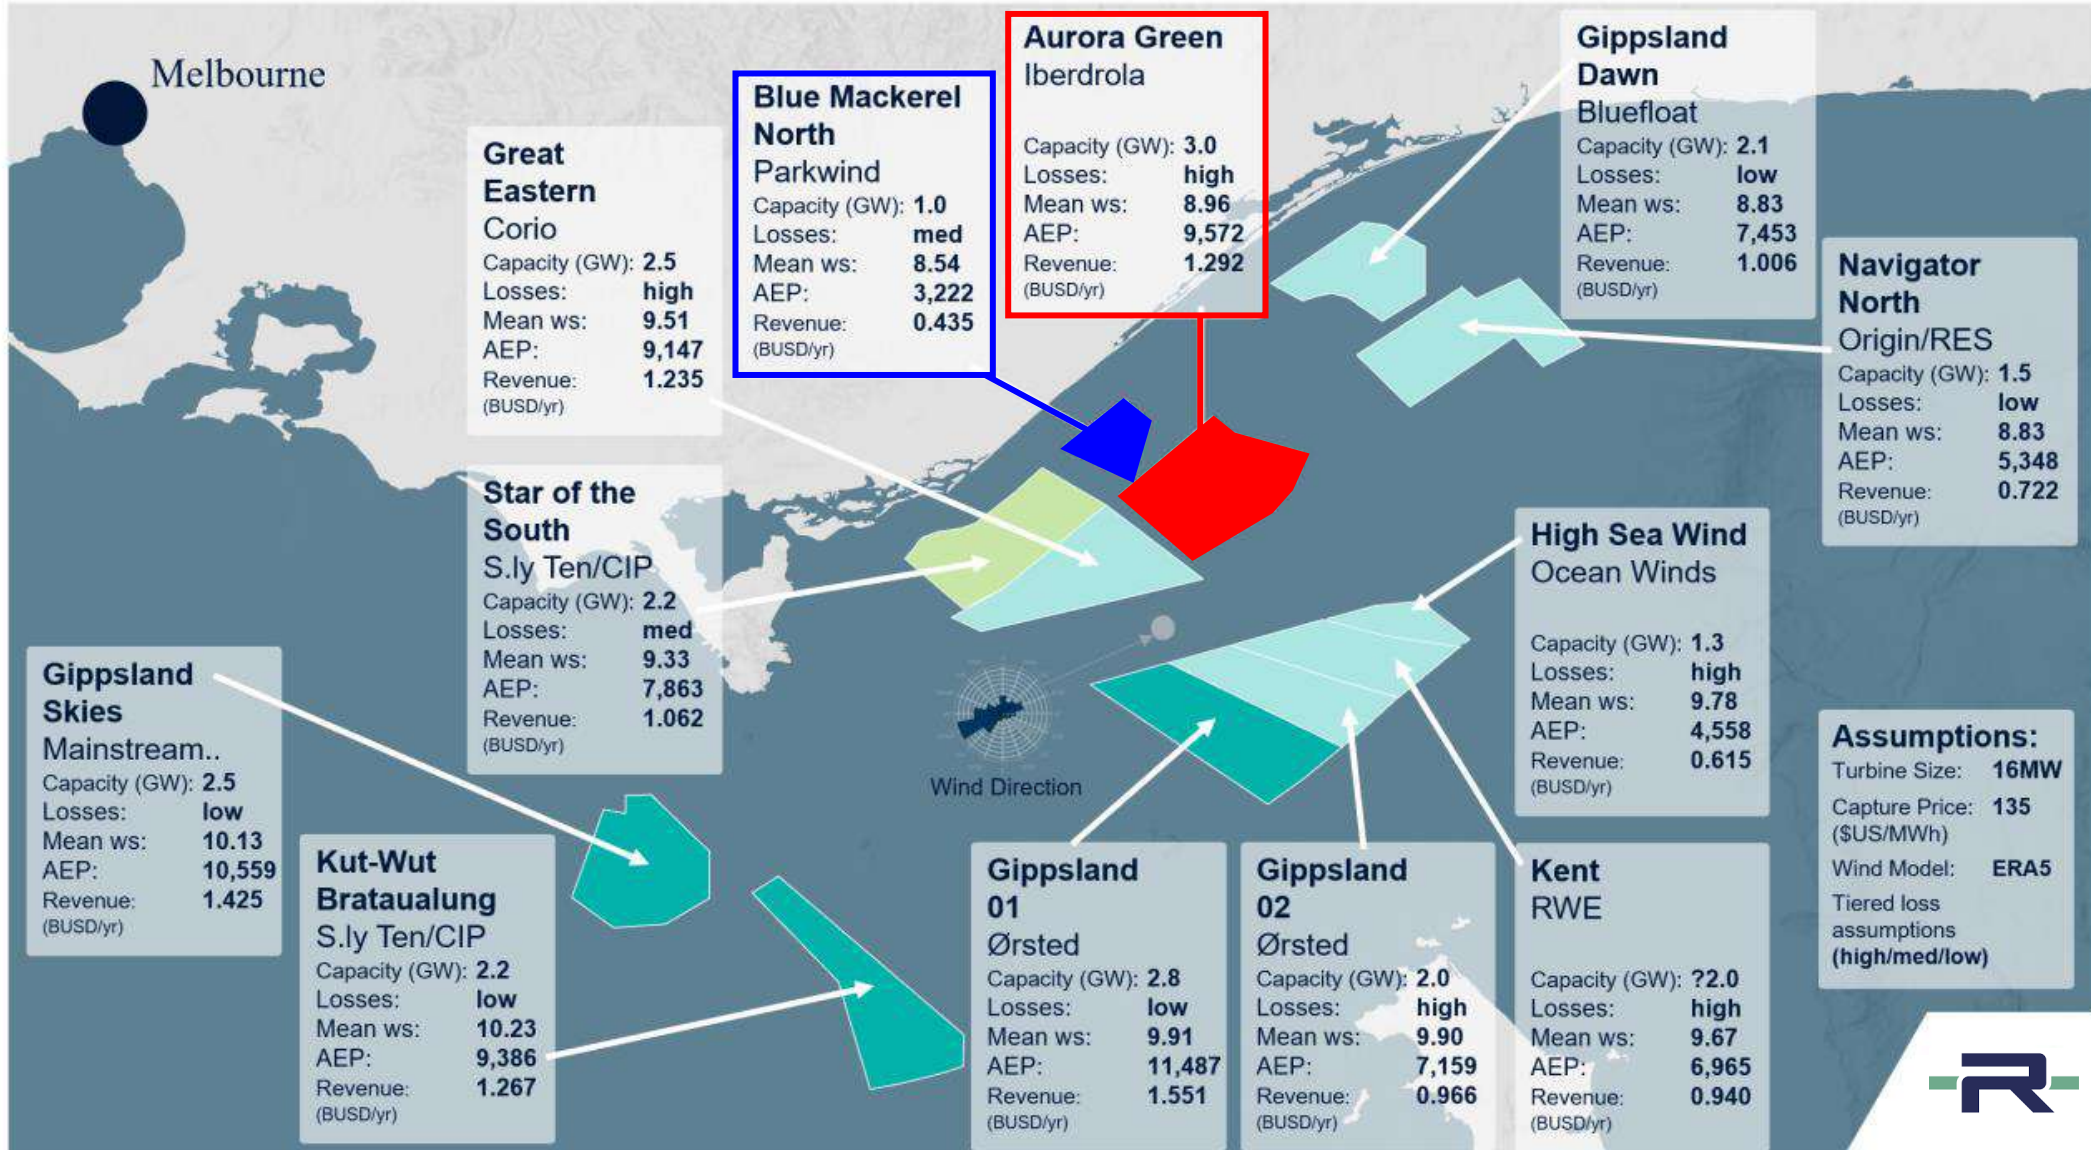 Melbourne
Great
Eastern
Corio
Capacity (GW): 2.5
Losses: high
Mean ws: 9.51
AEP: 9,147
Revenue: 1.235
(BUSD/yr)
Blue Mackerel
North
Parkwind
Capacity (GW): 1.0
Losses: med
Mean ws: 8.54
AEP: 3,222
Revenue: 0.435
(BUSD/yr)
Aurora Green
Iberdrola
Capacity (GW): 3.0
Losses: high
Mean ws: 8.96
AEP: 9,572
Revenue: 1.292
(BUSD/yr)
Gippsland
Dawn
Bluefloat
Capacity (GW): 2.1
Losses: low
Mean ws: 8.83
AEP: 7,453
Revenue: 1.006
(BUSD/yr)
Navigator
North
Origin/RES
Capacity (GW): 1.5
Losses: low
Mean ws: 8.83
AEP: 5,348
Revenue: 0.722
(BUSD/yr)
Star of the
South
S.ly Ten/CIP
Capacity (GW): 2.2
Losses: med
Mean ws: 9.33
AEP: 7,863
Revenue: 1.062
(BUSD/yr)
High Sea Wind
Ocean Winds
Capacity (GW): 1.3
Losses: high
Mean ws: 9.78
AEP: 4,558
Revenue: 0.615
(BUSD/yr)
Gippsland
Skies
Mainstream..
Capacity (GW): 2.5
Losses: low
Mean ws: 10.13
AEP: 10,559
Revenue: 1.425
(BUSD/yr)
Wind Direction
Kut-Wut
Brataualung
S.ly Ten/CIP
Capacity (GW): 2.2
Losses: low
Mean ws: 10.23
AEP: 9,386
Revenue: 1.267
(BUSD/yr)
Gippsland
01
Ørsted
Capacity (GW): 2.8
Losses: low
Mean ws: 9.91
AEP: 11,487
Revenue: 1.551
(BUSD/yr)
Gippsland
02
Ørsted
Capacity (GW): 2.0
Losses: high
Mean ws: 9.90
AEP: 7,159
Revenue: 0.966
(BUSD/yr)
Kent
RWE
Capacity (GW): ?2.0
Losses: high
Mean ws: 9.67
AEP: 6,965
Revenue: 0.940
(BUSD/yr)
Assumptions:
Turbine Size: 16MW
Capture Price: 135
($US/MWh)
Wind Model: ERA5
Tiered loss
assumptions
(high/med/low)
R